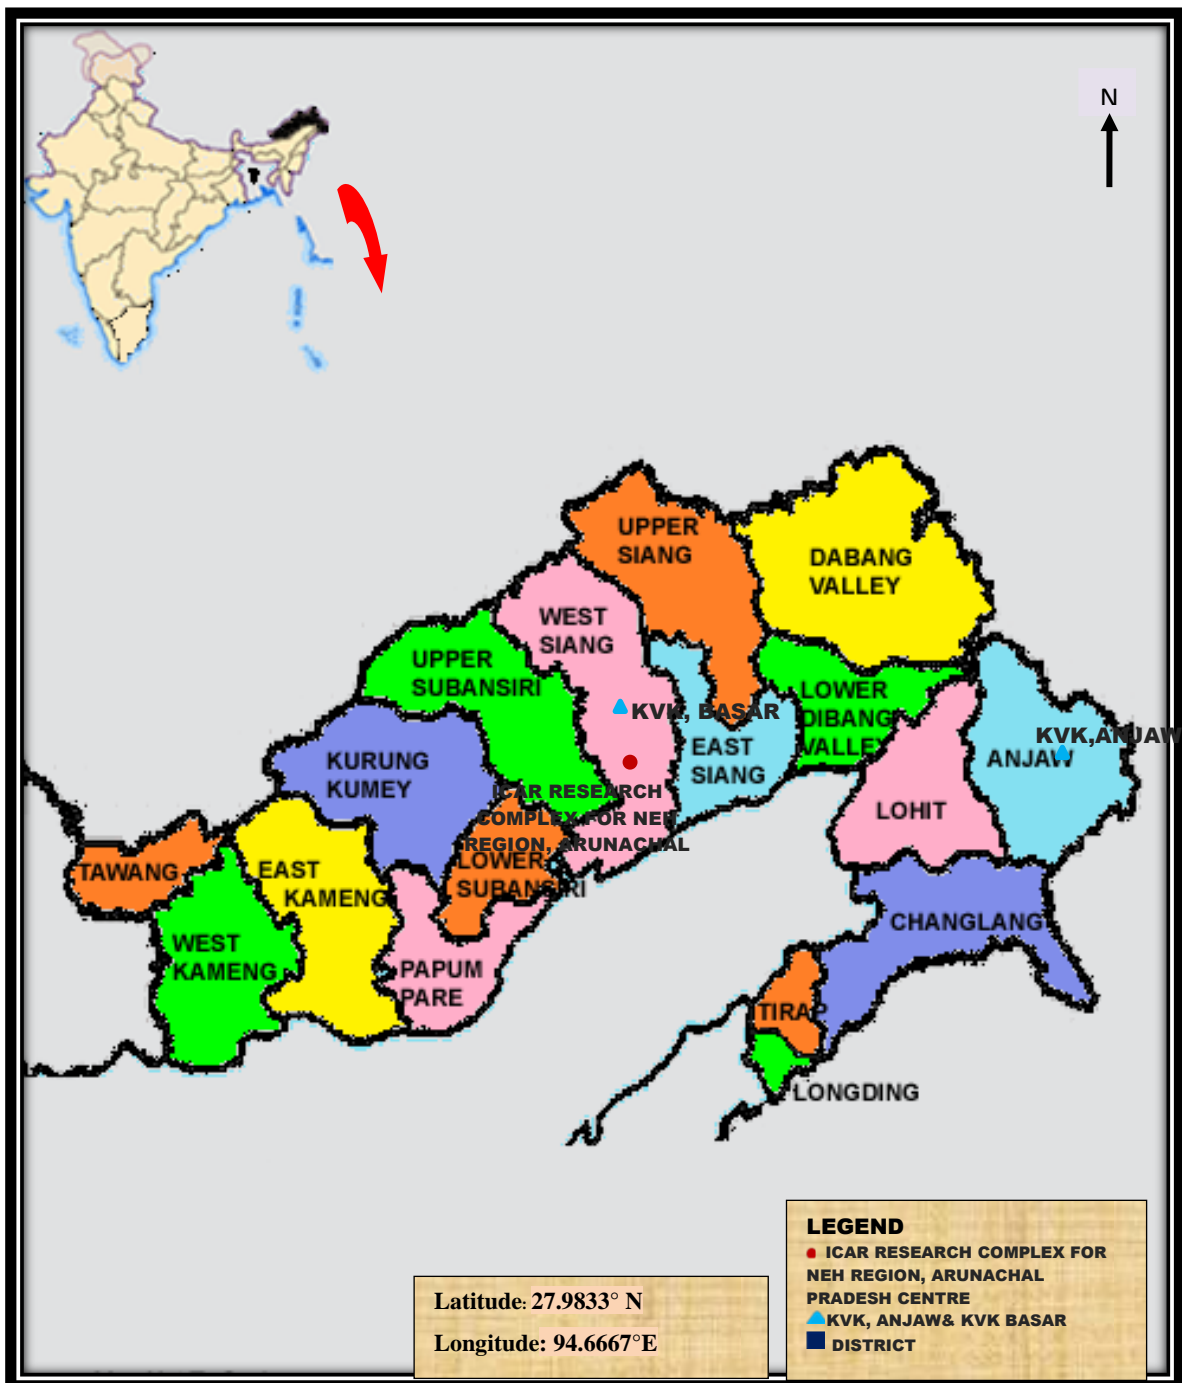 N
UPPER
SIANG
DABANG
VALLEY
WEST
SIANG
UPPER
SUBANSIRI
LOWER
DIBANG
VALLEY
KVK, BASAR
KVK,ANJAW
EAST
SIANG
ANJAW
KURUNG
KUMEY
ICAR RESEARCH
COMPLEX FOR NEH
REGION, ARUNACHAL
LOHIT
LOWER
SUBANSIRI
TAWANG
EAST
KAMENG
CHANGLANG
WEST
KAMENG
PAPUM
PARE
TIRAP
LONGDING
LEGEND
ICAR RESEARCH COMPLEX FOR
NEH REGION, ARUNACHAL
PRADESH CENTRE
KVK, ANJAW& KVK BASAR
DISTRICT
Latitude: 27.9833° N
Longitude: 94.6667°E